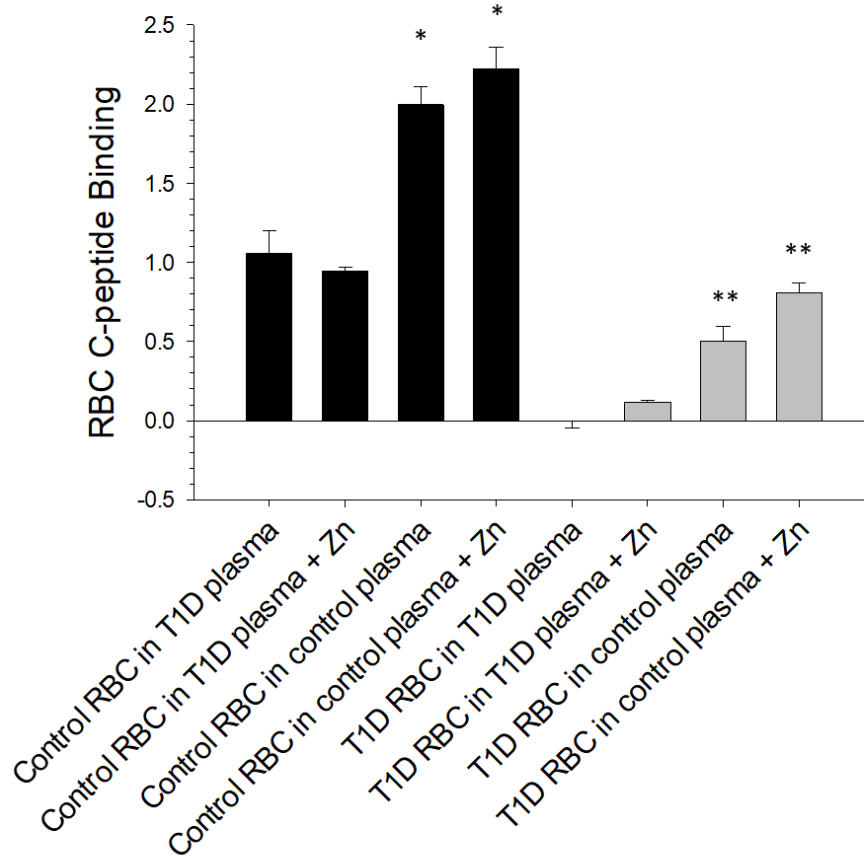 RBC C-peptide Binding
2.5
2.0
1.5
1.0
0.5
0.0
-0.5
*
*
**
**
Control RBC in T1D plasma
Control RBC in T1D plasma + Zn
Control RBC in control plasma
Control RBC in control plasma + Zn
T1D RBC in T1D plasma
T1D RBC in T1D plasma + Zn
T1D RBC in control plasma
T1D RBC in control plasma + Zn